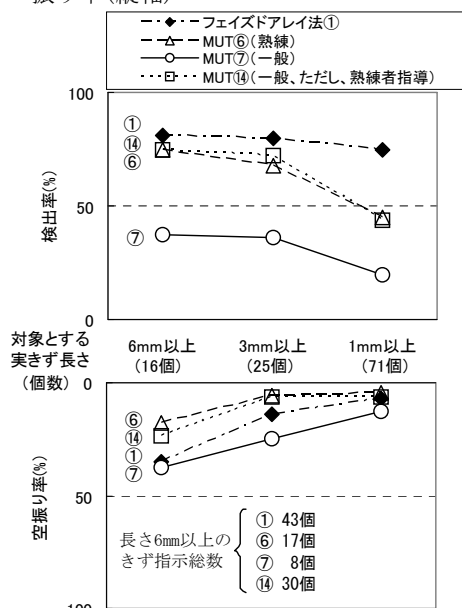 フェイズドアレイ法①
MUT⑥(熟練)
MUT⑦(一般)
MUT⑭(一般、ただし、熟練者指導)
100
50
0
検出率(%)
①
⑭
⑥
⑦
対象とする
実きず長さ
(個数)
6mm以上
(16個)
3mm以上
(25個)
1mm以上
(71個)
0
50
100
空振り率(%)
⑥
⑭
①
⑦
長さ6mm以上の
きず指示総数
① 43個
⑥ 17個
⑦ 8個
⑭ 30個